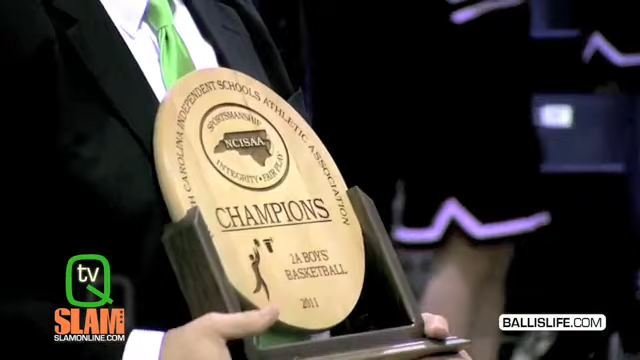 H CAROLINA INDEPENDENT SCHOOLS ATHLETIC ASSOCIATION
SPORTSMANSHIP
NCISAA
INTEGRITY • FAIR PLAY
CHAMPIONS
2A BOYS'
BASKETBALL
2011
tv
SLAM
SLAMONLINE.COM
BALLISLIFE.COM